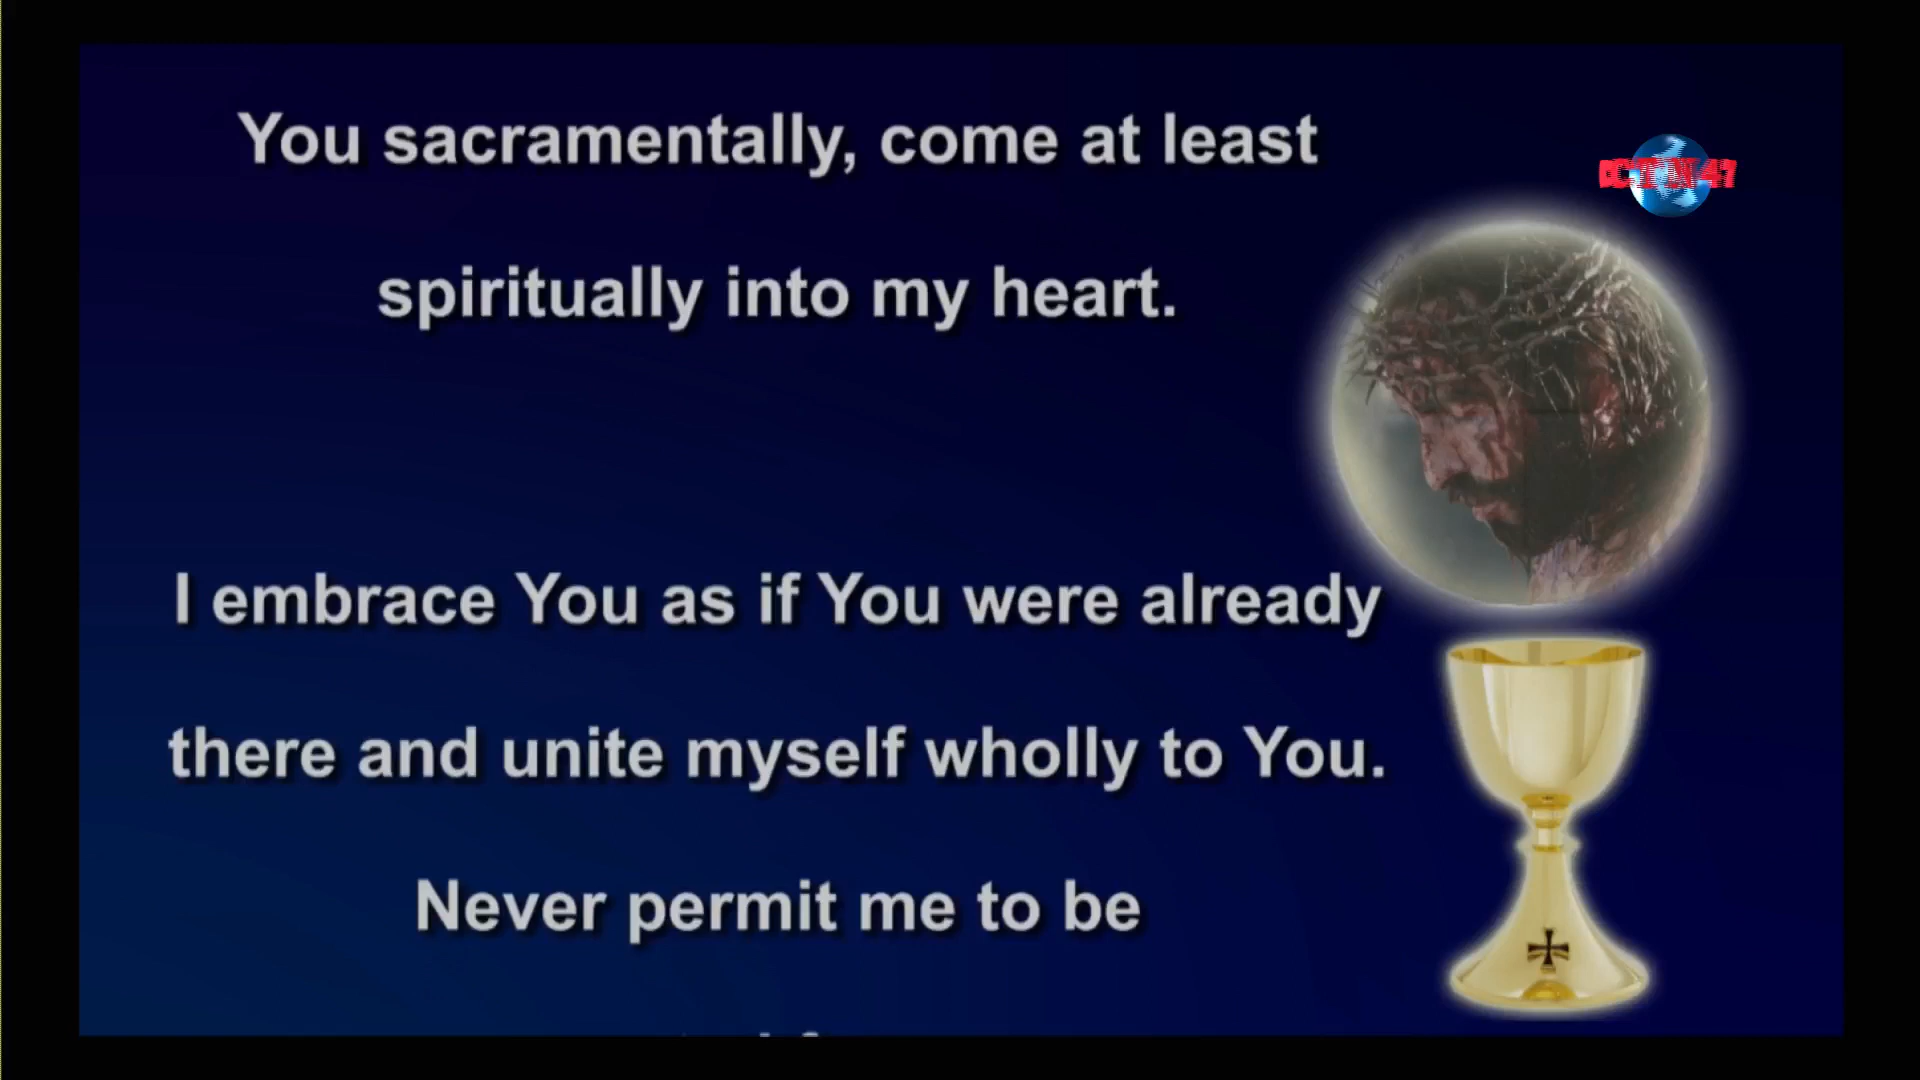 You sacramentally, come at least
spiritually into my heart.
I embrace You as if You were already
there and unite myself wholly to You.
Never permit me to be